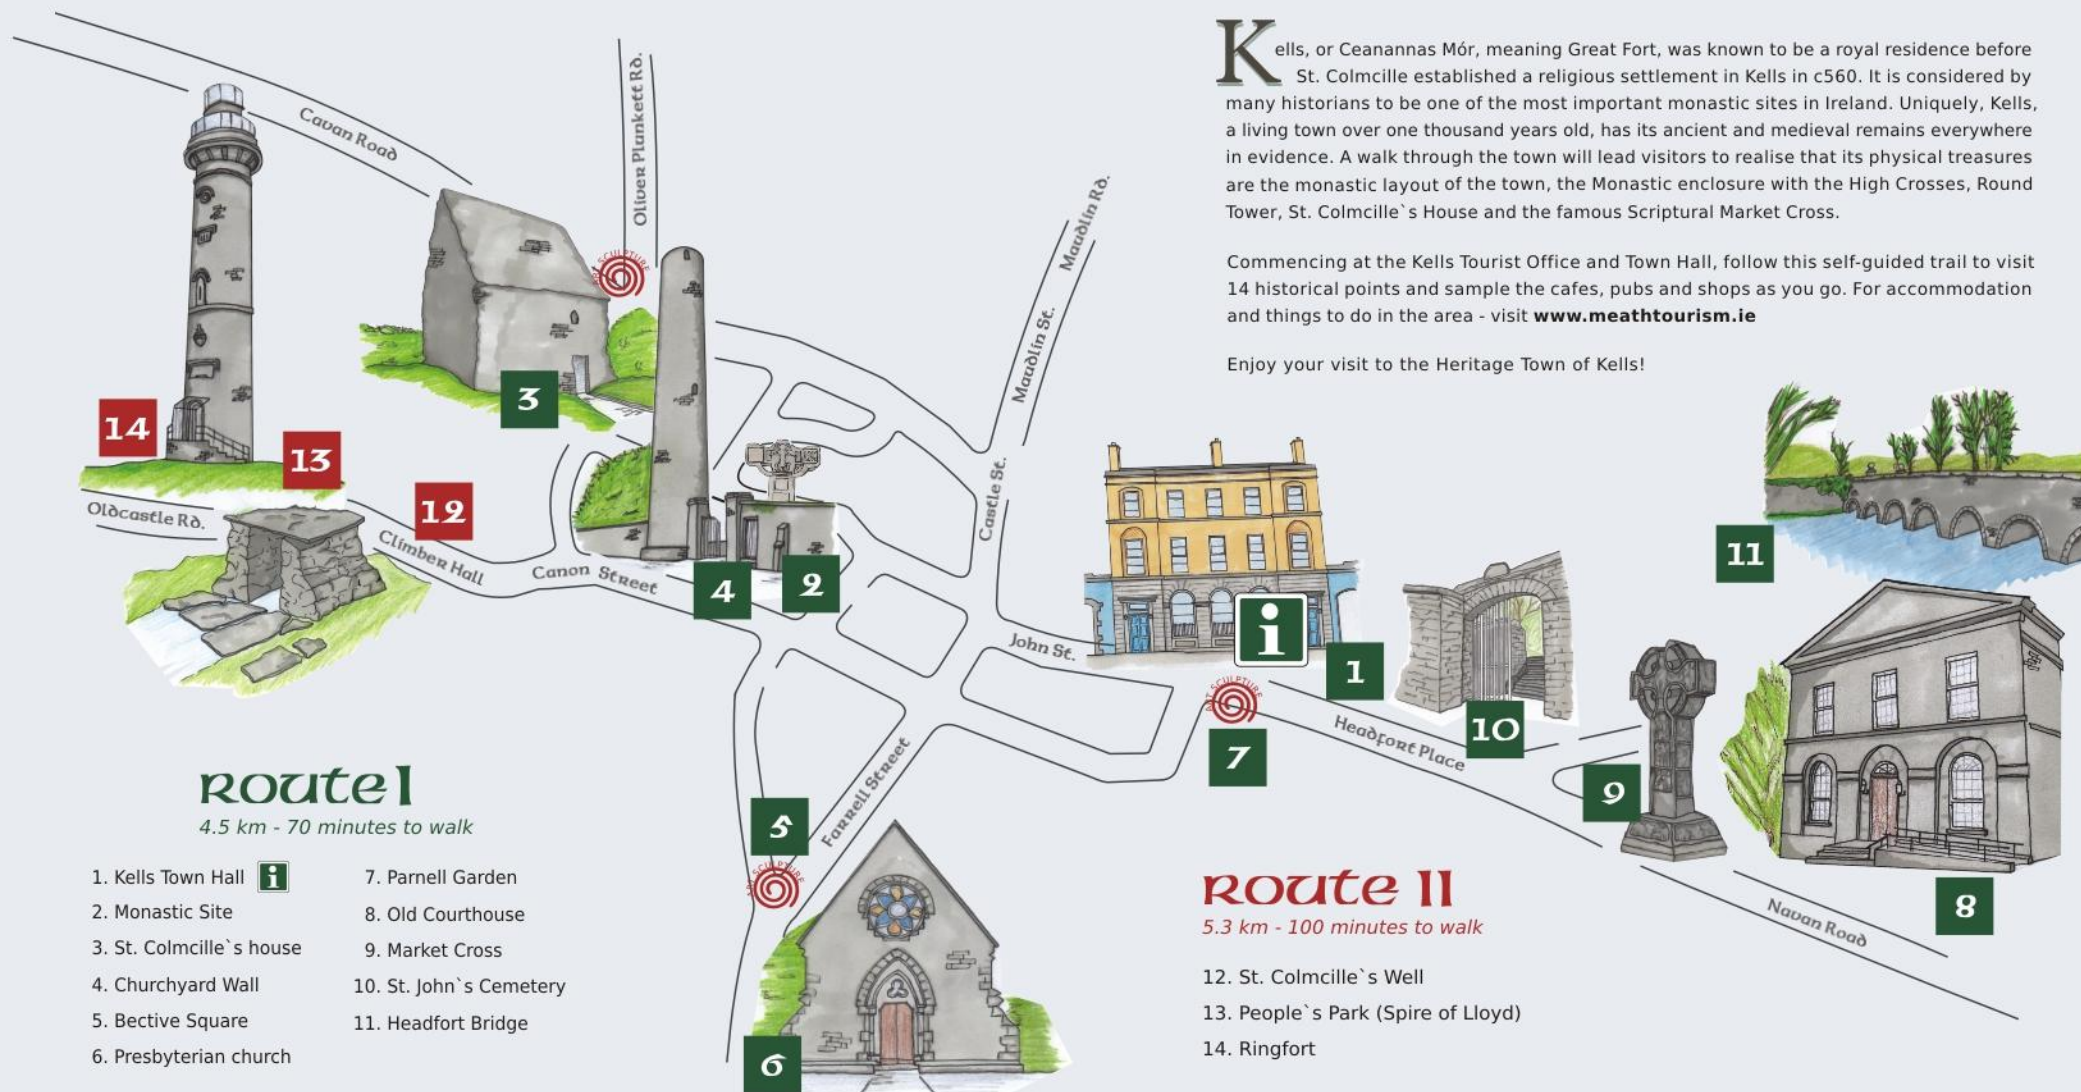 Kells, or Ceanannas Mór, meaning Great Fort, was known to be a royal residence before
St. Colmcille established a religious settlement in Kells in c560. It is considered by
many historians to be one of the most important monastic sites in Ireland. Uniquely, Kells,
a living town over one thousand years old, has its ancient and medieval remains everywhere
in evidence. A walk through the town will lead visitors to realise that its physical treasures
are the monastic layout of the town, the Monastic enclosure with the High Crosses, Round
Tower, St. Colmcille`s House and the famous Scriptural Market Cross.
Commencing at the Kells Tourist Office and Town Hall, follow this self-guided trail to visit
14 historical points and sample the cafes, pubs and shops as you go. For accommodation
and things to do in the area - visit www.meathtourism.ie
Enjoy your visit to the Heritage Town of Kells!
Cavan Road
Oliver Plunkett Rd.
ART SCULPTURE
Maudlin Rd.
Maudlin St.
Castle St.
3
14
13
12
Oldcastle Rd.
Climber Hall
Canon Street
4
2
John St.
i
1
ART SCULPTURE
7
Headfort Place
10
11
9
8
Navan Road
Farrell Street
5
ART SCULPTURE
6
Route I
4.5 km - 70 minutes to walk
1. Kells Town Hall i
2. Monastic Site
3. St. Colmcille`s house
4. Churchyard Wall
5. Bective Square
6. Presbyterian church
7. Parnell Garden
8. Old Courthouse
9. Market Cross
10. St. John`s Cemetery
11. Headfort Bridge
Route II
5.3 km - 100 minutes to walk
12. St. Colmcille`s Well
13. People`s Park (Spire of Lloyd)
14. Ringfort